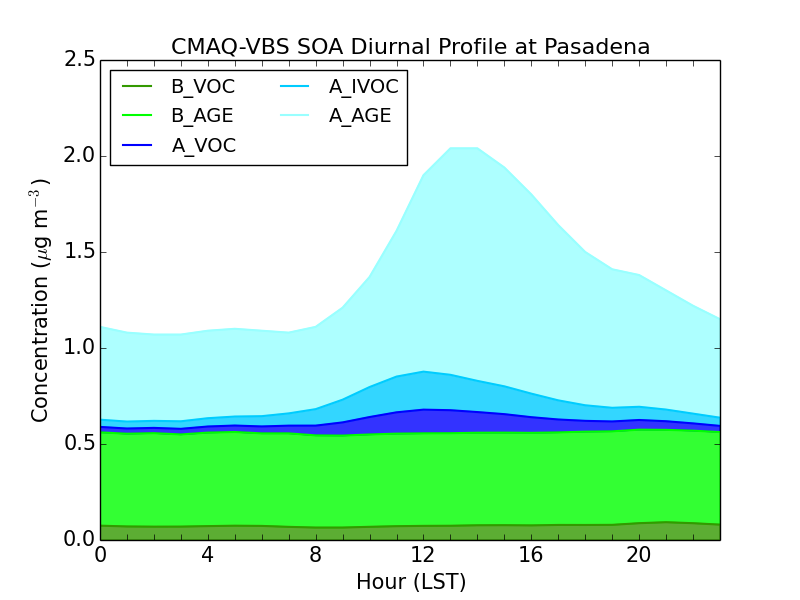 CMAQ-VBS SOA Diurnal Profile at Pasadena
B_VOC
B_AGE
A_VOC
A_IVOC
A_AGE
Concentration (μg m⁻³)
2.5
2.0
1.5
1.0
0.5
0.0
0 4 8 12 16 20
Hour (LST)